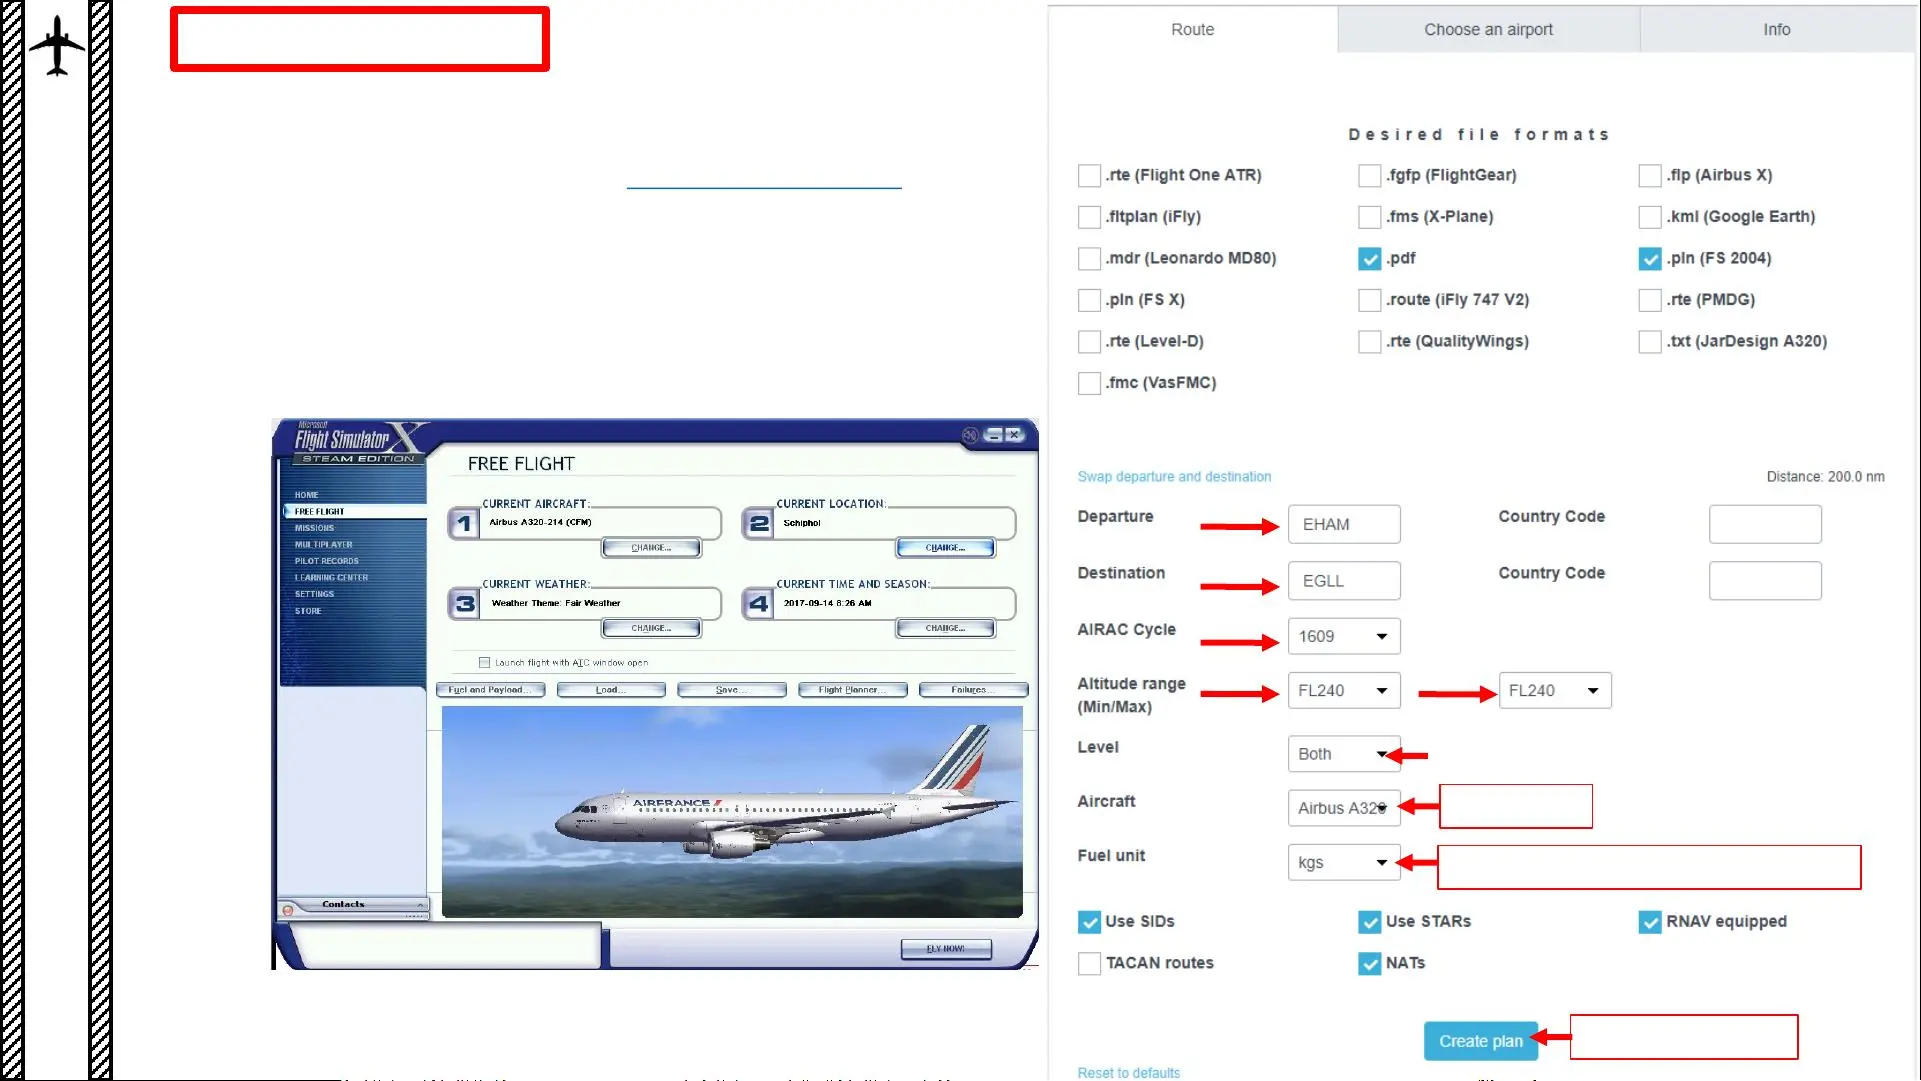 Route
Choose an airport
Info
Desired file formats
.rte (Flight One ATR)
.fgfp (FlightGear)
.flp (Airbus X)
.fltplan (iFly)
.fms (X-Plane)
.kml (Google Earth)
.mdr (Leonardo MD80)
.pdf
.pln (FS 2004)
.pln (FS X)
.route (iFly 747 V2)
.rte (PMDG)
.rte (Level-D)
.rte (QualityWings)
.txt (JarDesign A320)
.fmc (VasFMC)
Swap departure and destination
Distance: 200.0 nm
Departure
EHAM
Country Code
Destination
EGLL
Country Code
AIRAC Cycle
1609
Altitude range
(Min/Max)
FL240
FL240
Level
Both
Aircraft
Airbus A320
Fuel unit
kgs
Use SIDs
Use STARs
RNAV equipped
TACAN routes
NATs
Create plan
Reset to defaults
Microsoft
Flight Simulator X
STEAM EDITION
HOME
FREE FLIGHT
MISSIONS
MULTIPLAYER
PILOT RECORDS
LEARNING CENTER
SETTINGS
STORE
Contacts
FREE FLIGHT
1
CURRENT AIRCRAFT:
Airbus A320-214 (CFM)
CHANGE...
2
CURRENT LOCATION:
Schiphol
CHANGE...
3
CURRENT WEATHER:
Weather Theme: Fair Weather
CHANGE...
4
CURRENT TIME AND SEASON:
2017-09-14 8:26 AM
CHANGE...
Launch flight with ATC window open
Fuel and Payload...
Load...
Save...
Flight Planner...
Failures...
AIRFRANCE
FLY NOW!